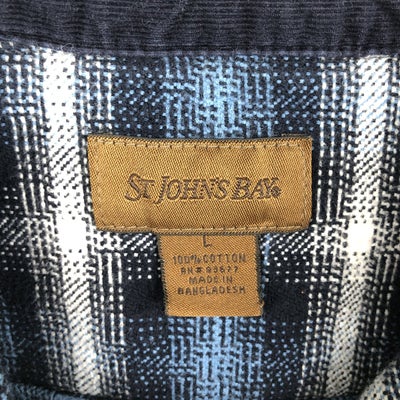 ST JOHN'S BAY®
L
100% COTTON
RN # 93677
MADE IN
BANGLADESH